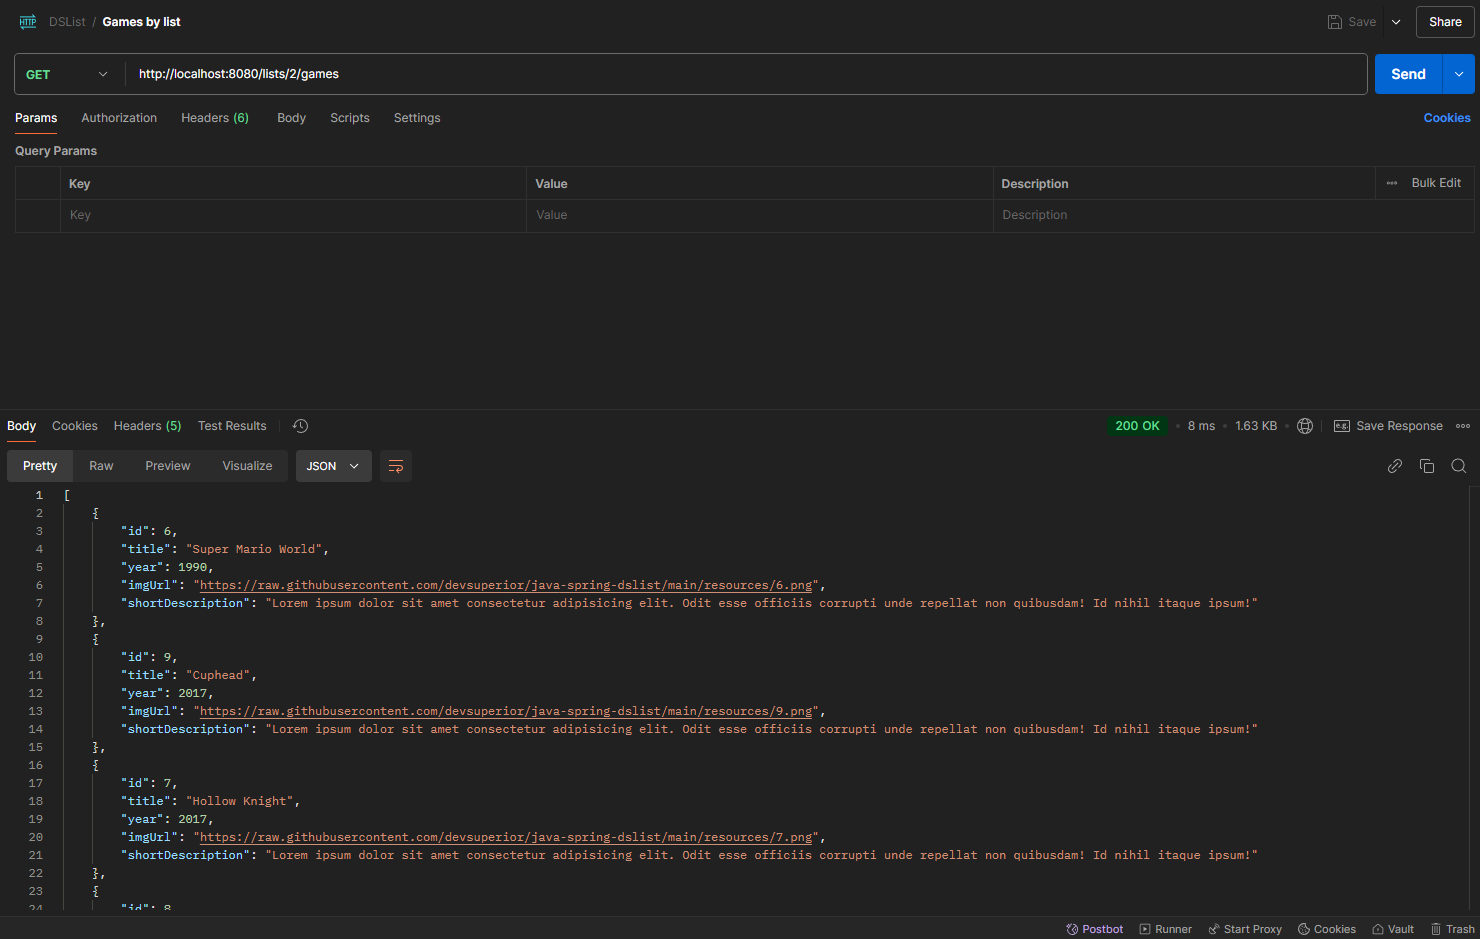 HTTP DSList / Games by list Save Share
GET http://localhost:8080/lists/2/games Send
Params Authorization Headers (6) Body Scripts Settings Cookies
Query Params
Key Value Description Bulk Edit
Key Value Description
Body Cookies Headers (5) Test Results 200 OK 8 ms 1.63 KB e.g. Save Response
Pretty Raw Preview Visualize JSON
1 [
2 {
3 "id": 6,
4 "title": "Super Mario World",
5 "year": 1990,
6 "imgUrl": "https://raw.githubusercontent.com/devsuperior/java-spring-dslist/main/resources/6.png",
7 "shortDescription": "Lorem ipsum dolor sit amet consectetur adipisicing elit. Odit esse officiis corrupti unde repellat non quibusdam! Id nihil itaque ipsum!"
8 },
9 {
10 "id": 9,
11 "title": "Cuphead",
12 "year": 2017,
13 "imgUrl": "https://raw.githubusercontent.com/devsuperior/java-spring-dslist/main/resources/9.png",
14 "shortDescription": "Lorem ipsum dolor sit amet consectetur adipisicing elit. Odit esse officiis corrupti unde repellat non quibusdam! Id nihil itaque ipsum!"
15 },
16 {
17 "id": 7,
18 "title": "Hollow Knight",
19 "year": 2017,
20 "imgUrl": "https://raw.githubusercontent.com/devsuperior/java-spring-dslist/main/resources/7.png",
21 "shortDescription": "Lorem ipsum dolor sit amet consectetur adipisicing elit. Odit esse officiis corrupti unde repellat non quibusdam! Id nihil itaque ipsum!"
22 },
23 {
24 "id": 8
Postbot Runner Start Proxy Cookies Vault Trash